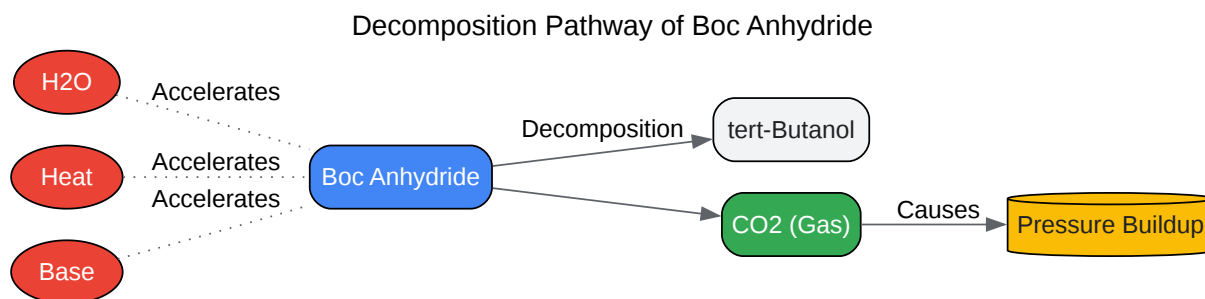 Decomposition Pathway of Boc Anhydride
H2O
Accelerates
Heat
Accelerates
Accelerates
Base
Boc Anhydride
Decomposition
tert-Butanol
CO2 (Gas)
Causes
Pressure Buildup